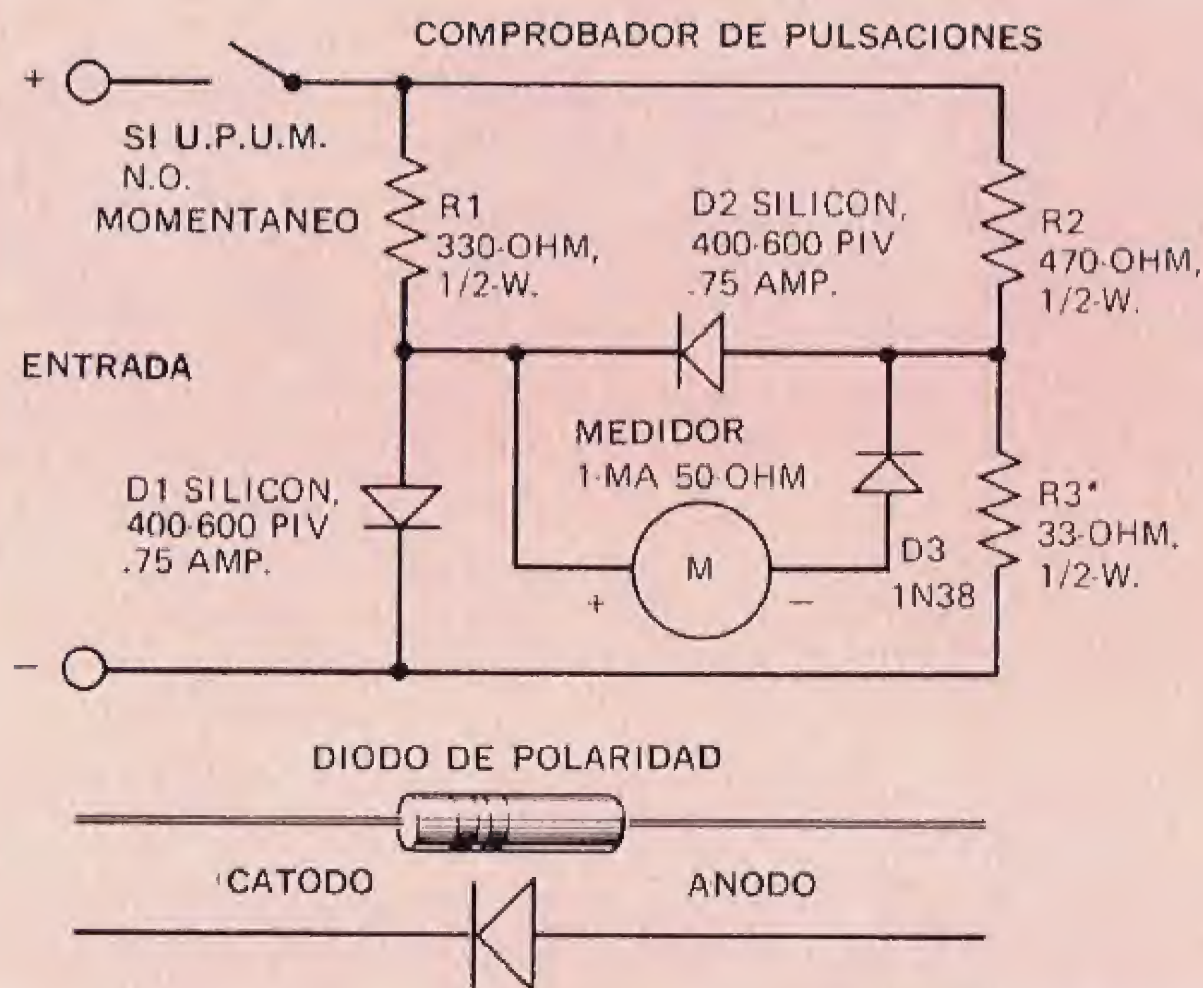 COMPROBADOR DE PULSACIONES
+
SI U.P.U.M.
N.O.
MOMENTANEO
R1
330-OHM,
1/2-W.
D2 SILICON,
400-600 PIV
.75 AMP.
R2
470-OHM,
1/2-W.
ENTRADA
MEDIDOR
1-MA 50-OHM
D1 SILICON,
400-600 PIV
.75 AMP.
M
+
−
D3
1N38
R3*
33-OHM,
1/2-W.
−
DIODO DE POLARIDAD
CATODO
ANODO